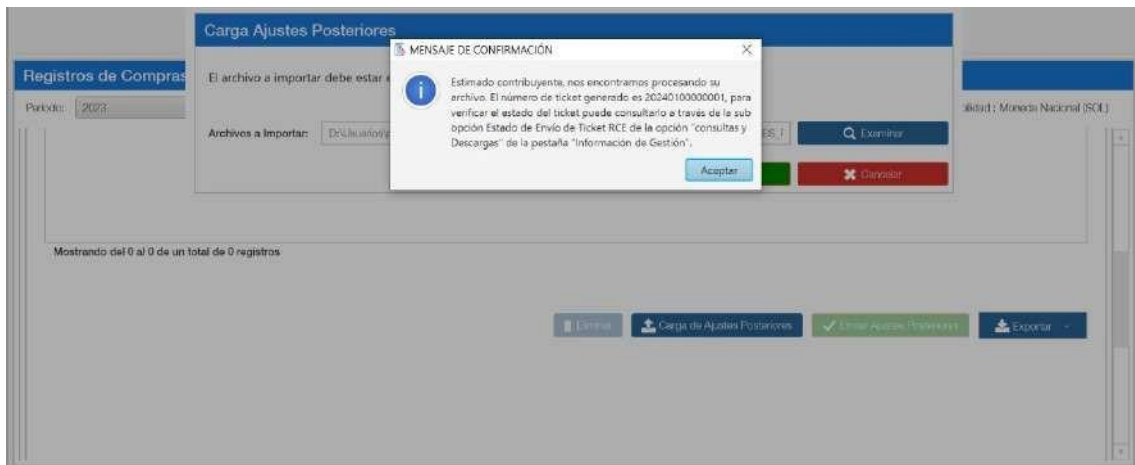 Carga Ajustes Posteriores
MENSAJE DE CONFIRMACIÓN
Registros de Compras
El archivo a importar debe estar
Estimado contribuyente, nos encontramos procesando su
archivo. El número de ticket generado es 20240100000001, para
verificar el estado del ticket puede consultarlo a través de la sub
opción Estado de Envío de Ticket RCE de la opción "consultas y
Descargas" de la pestaña "Información de Gestión".
Periodo: 2023
Moneda Nacional (SOL)
Archivos a Importar:
Examinar
Aceptar
Cancelar
Mostrando del 0 al 0 de un total de 0 registros
Eliminar
Carga de Ajustes Posteriores
Exportar